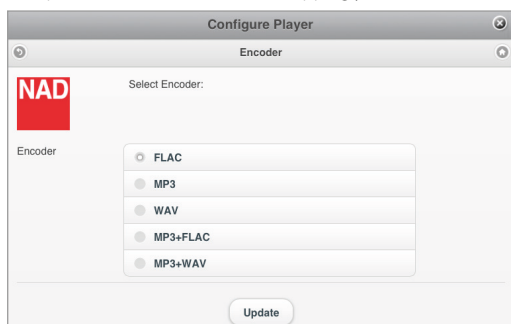 Configure Player
Encoder
NAD
Select Encoder:
Encoder
FLAC
MP3
WAV
MP3+FLAC
MP3+WAV
Update